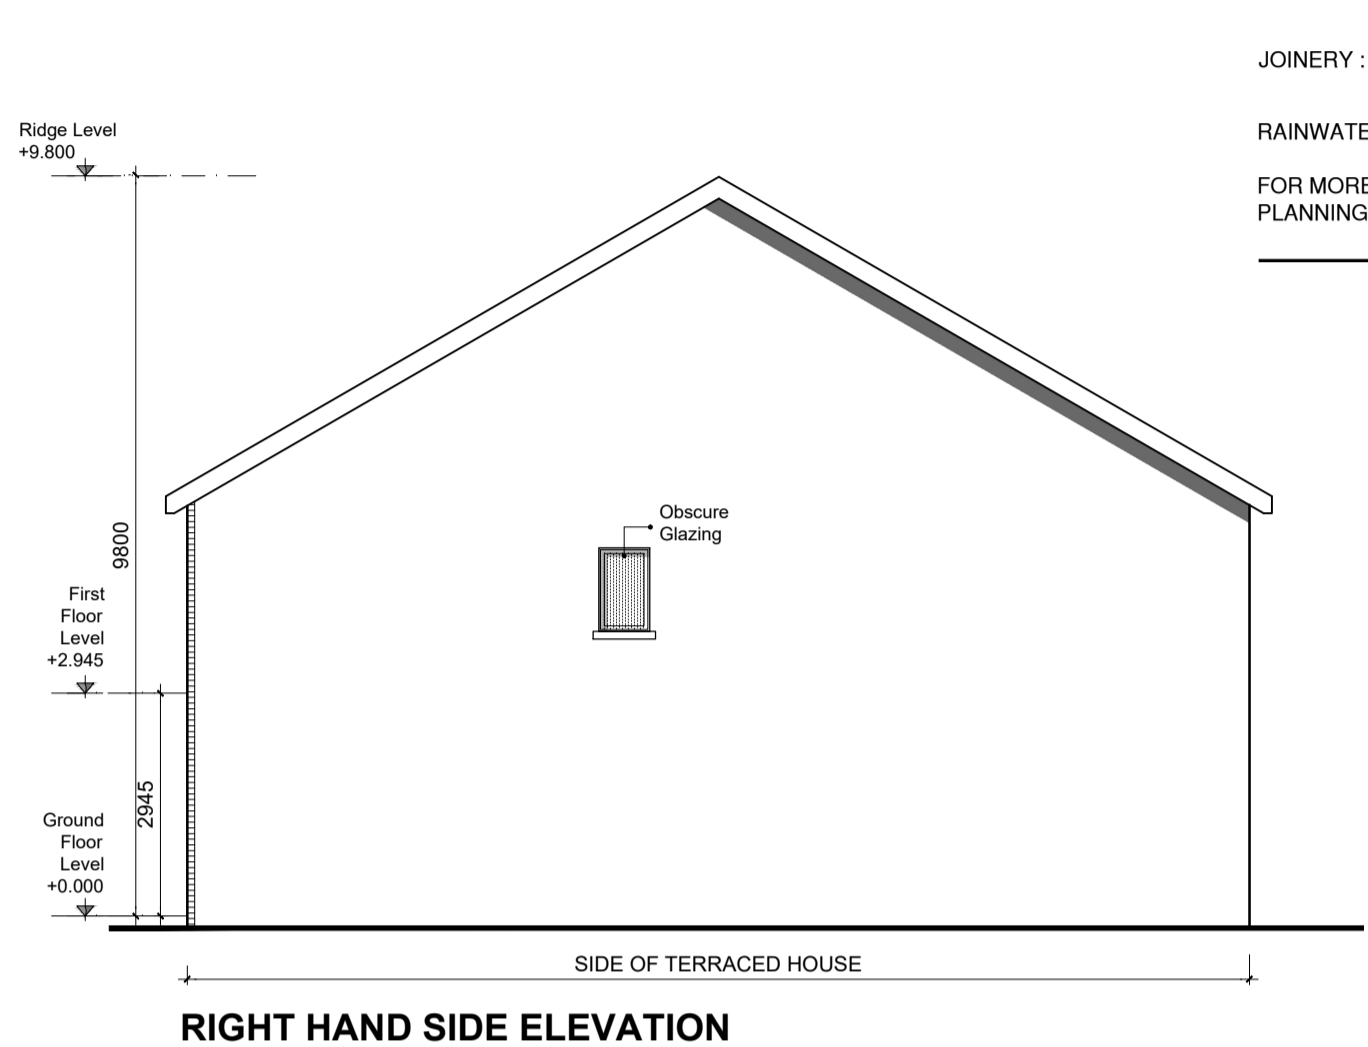 JOINERY :
RAINWATE
FOR MORE
PLANNING
Ridge Level
+9.800
Obscure
Glazing
9800
First
Floor
Level
+2.945
2945
Ground
Floor
Level
+0.000
SIDE OF TERRACED HOUSE
RIGHT HAND SIDE ELEVATION